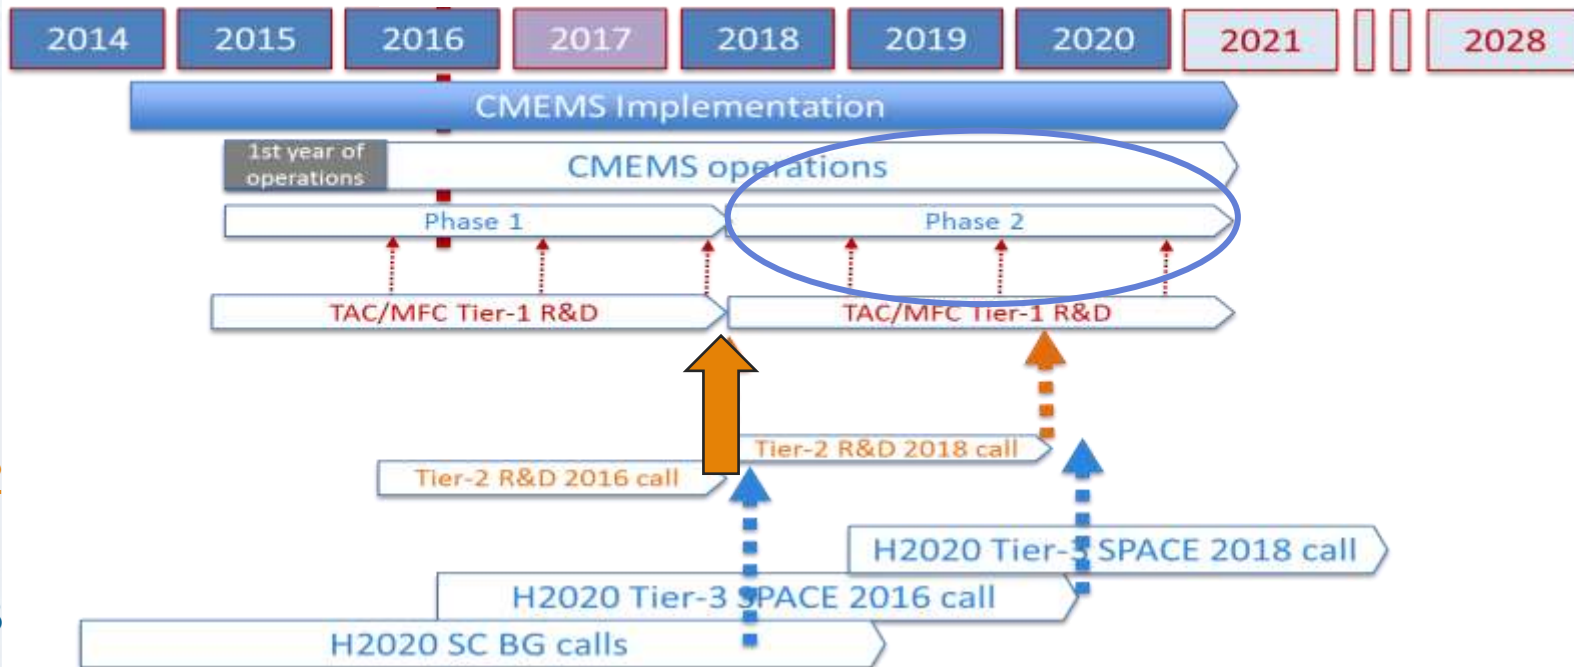 2014 2015 2016 2017 2018 2019 2020 2021 2028
CMEMS Implementation
1st year of
operations
CMEMS operations
Phase 1 Phase 2
TAC/MFC Tier-1 R&D TAC/MFC Tier-1 R&D
Tier-2 R&D 2018 call
Tier-2 R&D 2016 call
H2020 Tier-3 SPACE 2018 call
H2020 Tier-3 SPACE 2016 call
H2020 SC BG calls